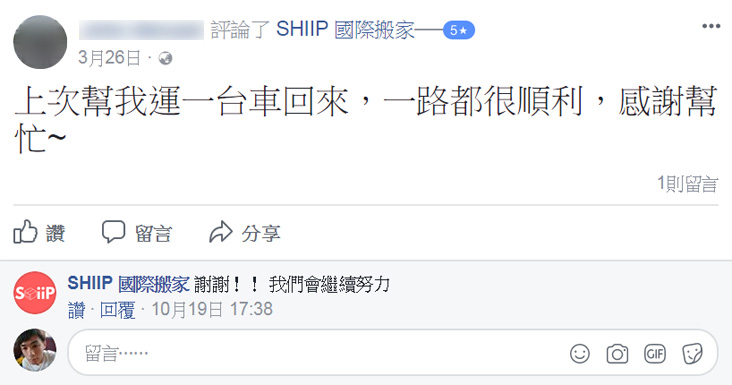 評論了 SHIIP 國際搬家 — 5★
3月26日 ·
上次幫我運一台車回來，一路都很順利，感謝幫
忙~
1則留言
讚 留言 分享
SHIIP
SHIIP 國際搬家 謝謝！！ 我們會繼續努力
讚 · 回覆 · 10月19日 17:38
留言⋯⋯ GIF